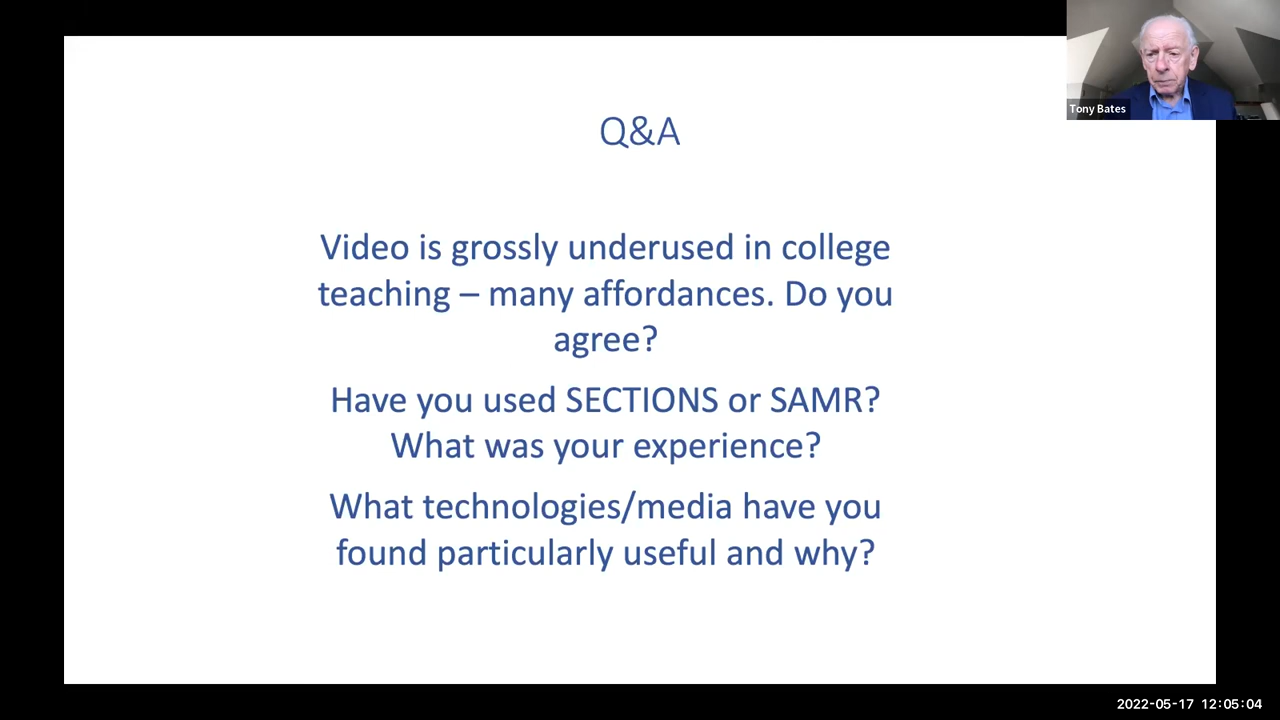 Tony Bates
Q&A
Video is grossly underused in college
teaching – many affordances. Do you
agree?
Have you used SECTIONS or SAMR?
What was your experience?
What technologies/media have you
found particularly useful and why?
2022-05-17 12:05:04